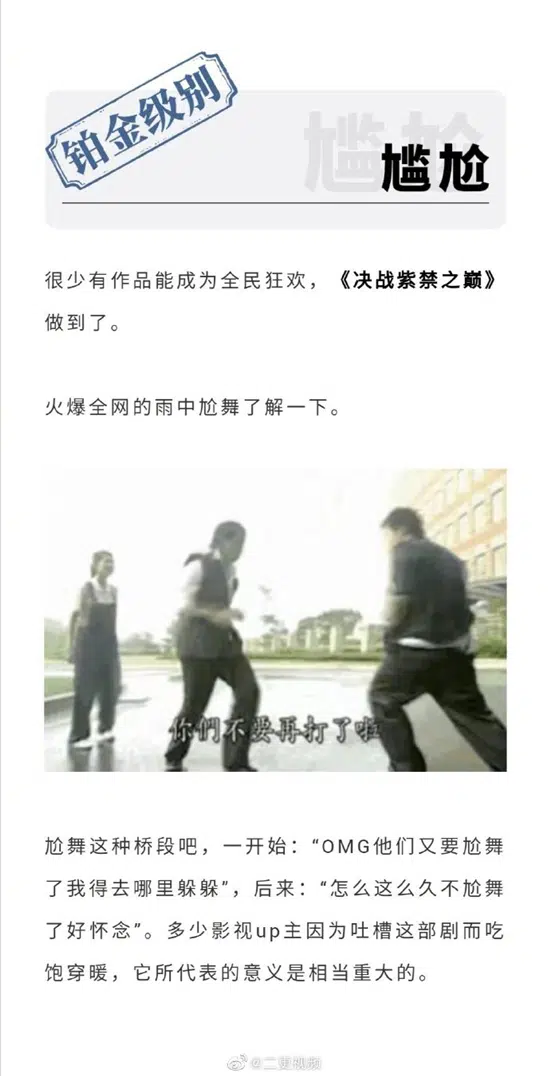 铂金级别
尴尬
尴尬
很少有作品能成为全民狂欢，《决战紫禁之巅》
做到了。
火爆全网的雨中尬舞了解一下。
你們不要再打了啦
尬舞这种桥段吧，一开始：“OMG他们又要尬舞
了我得去哪里躲躲”，后来：“怎么这么久不尬舞
了好怀念”。多少影视up主因为吐槽这部剧而吃
饱穿暖，它所代表的意义是相当重大的。
@二更视频